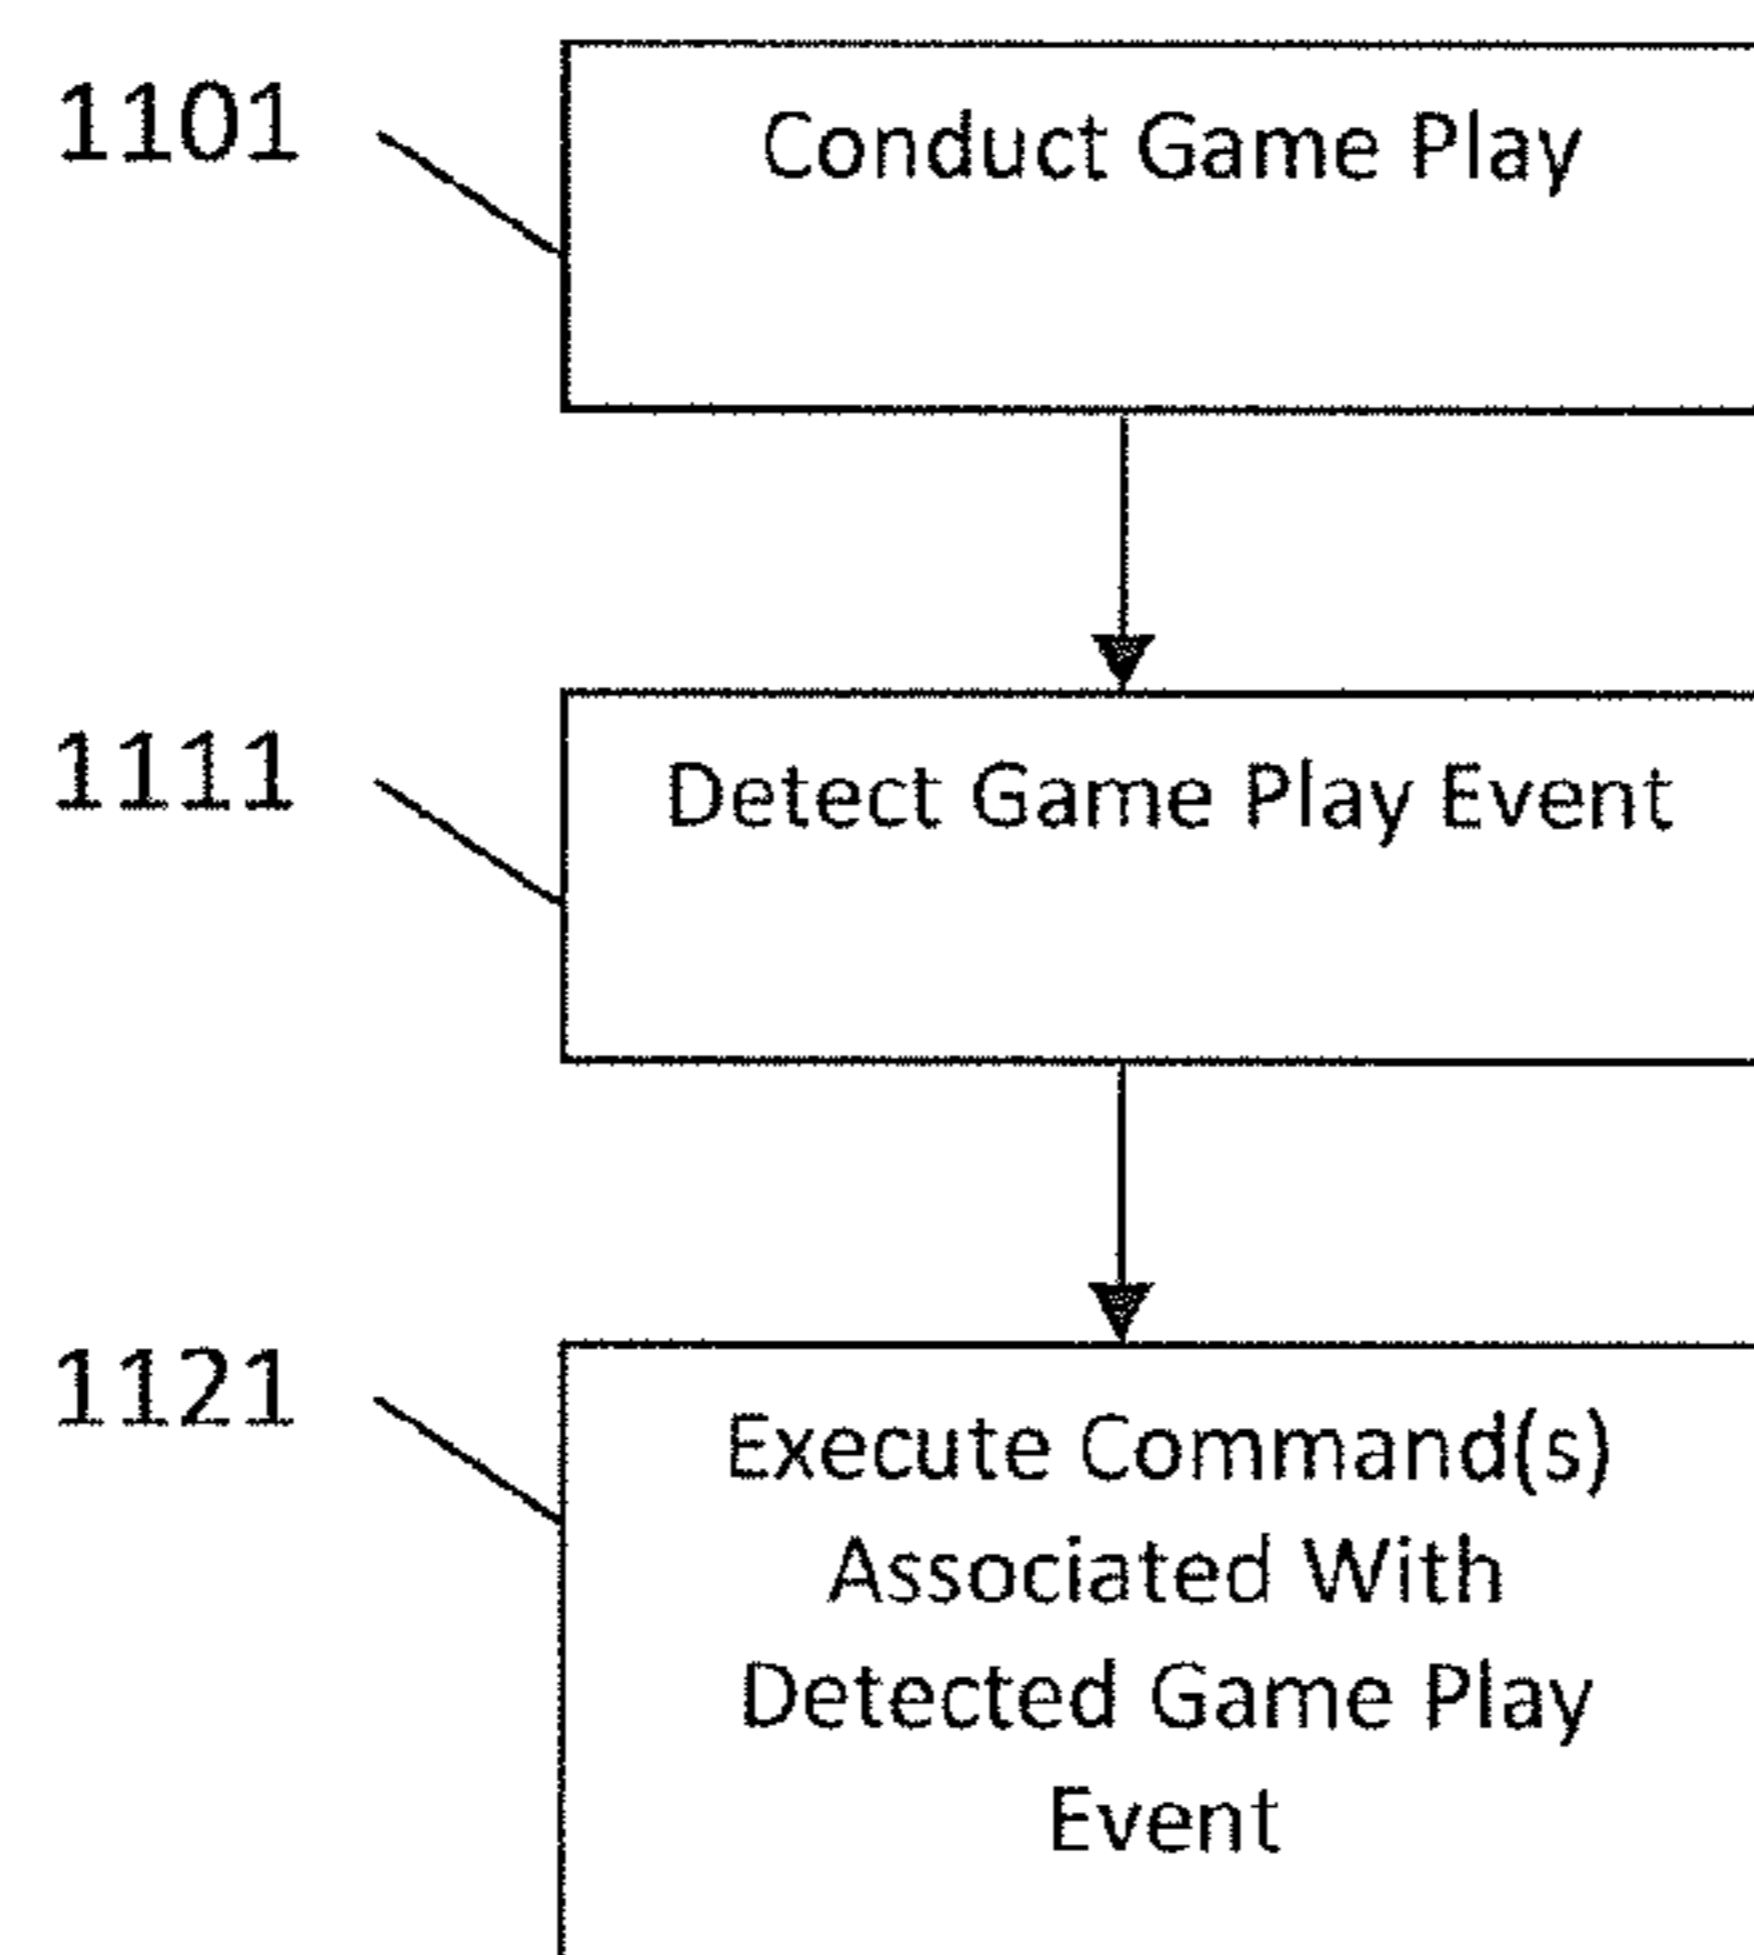 1101
Conduct Game Play
1111
Detect Game Play Event
1121
Execute Command(s)
Associated With
Detected Game Play
Event